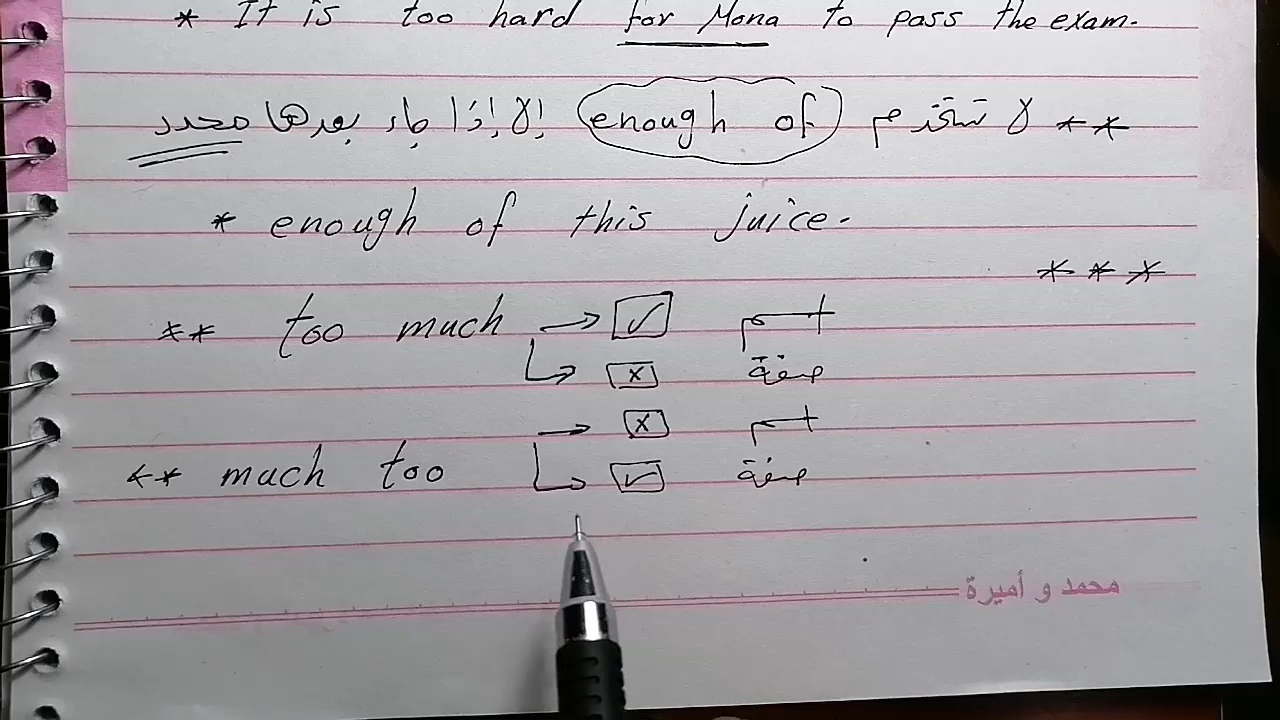 * It is too hard for Mona to pass the exam.
** لا تستخدم (enough of) إلا إذا جاء بعدها محدد
* enough of this juice.
***
** too much → ✓ اسم
↳ x صفة
→ x اسم
** much too ↳ ✓ صفة
محمد و أميرة